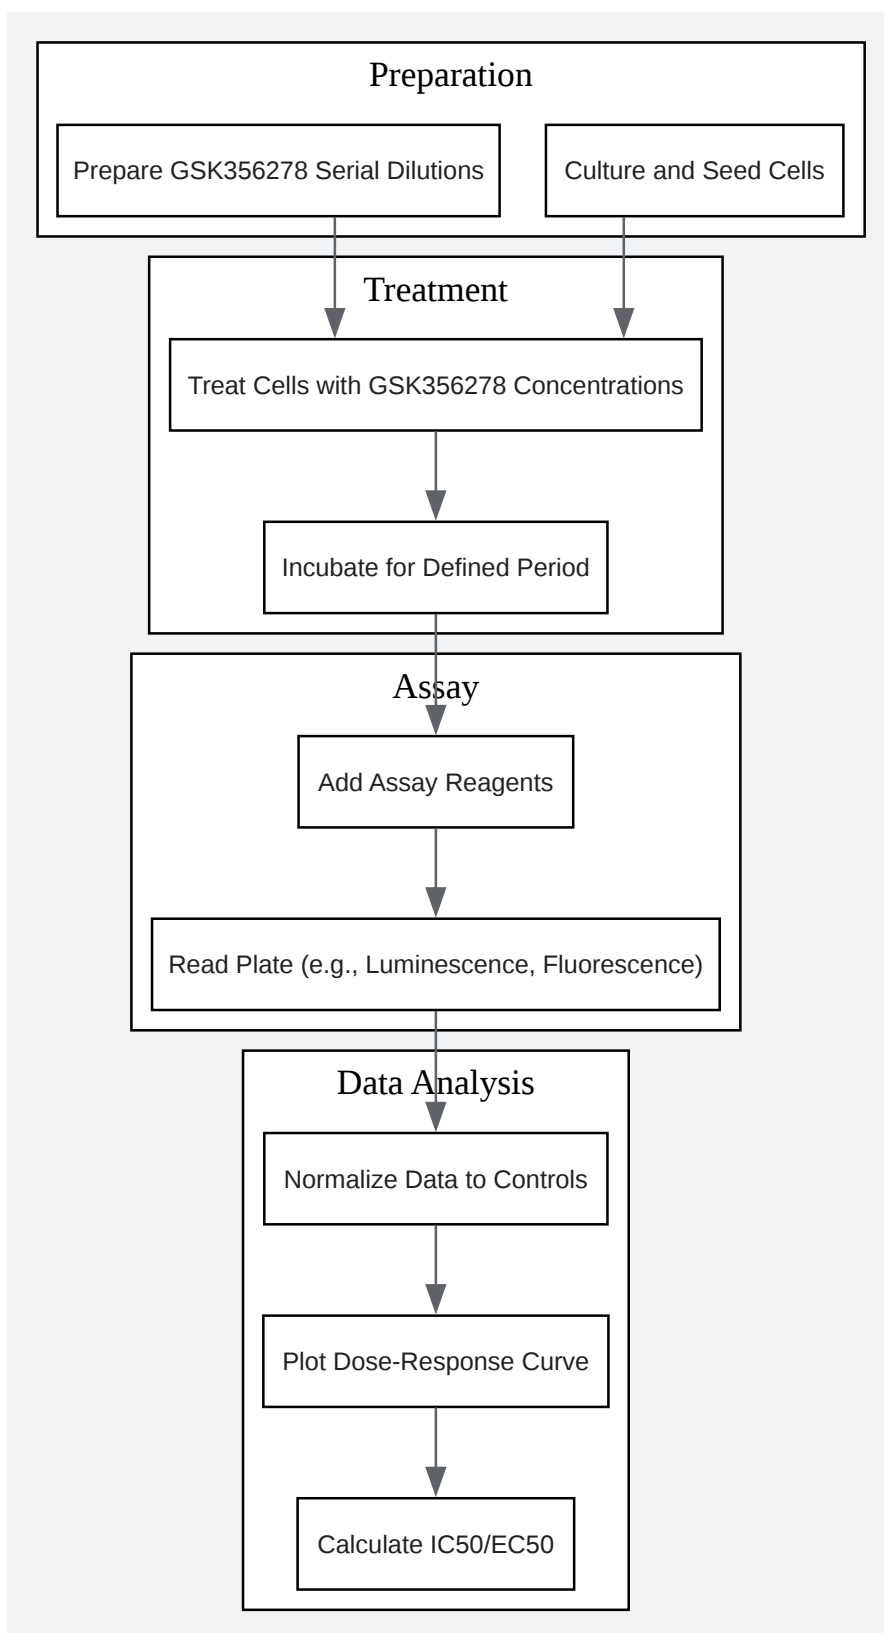 Preparation
Prepare GSK356278 Serial Dilutions
Culture and Seed Cells
Treatment
Treat Cells with GSK356278 Concentrations
Incubate for Defined Period
Assay
Add Assay Reagents
Read Plate (e.g., Luminescence, Fluorescence)
Data Analysis
Normalize Data to Controls
Plot Dose-Response Curve
Calculate IC50/EC50